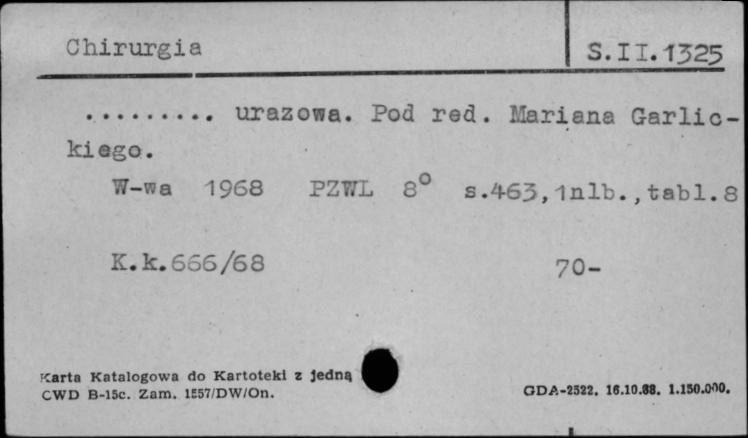 Chirurgia
S.II.1325
......... urazowa. Pod red. Mariana Garlic-
kiego.
W-wa 1968 PZWL 8° s.463,1nlb.,tabl.8
K.k.666/68 70-
Karta Katalogowa do Kartoteki z jedną
CWD B-15c. Zam. 1557/DW/On.
GDA-2522. 16.10.68. 1.150.000.